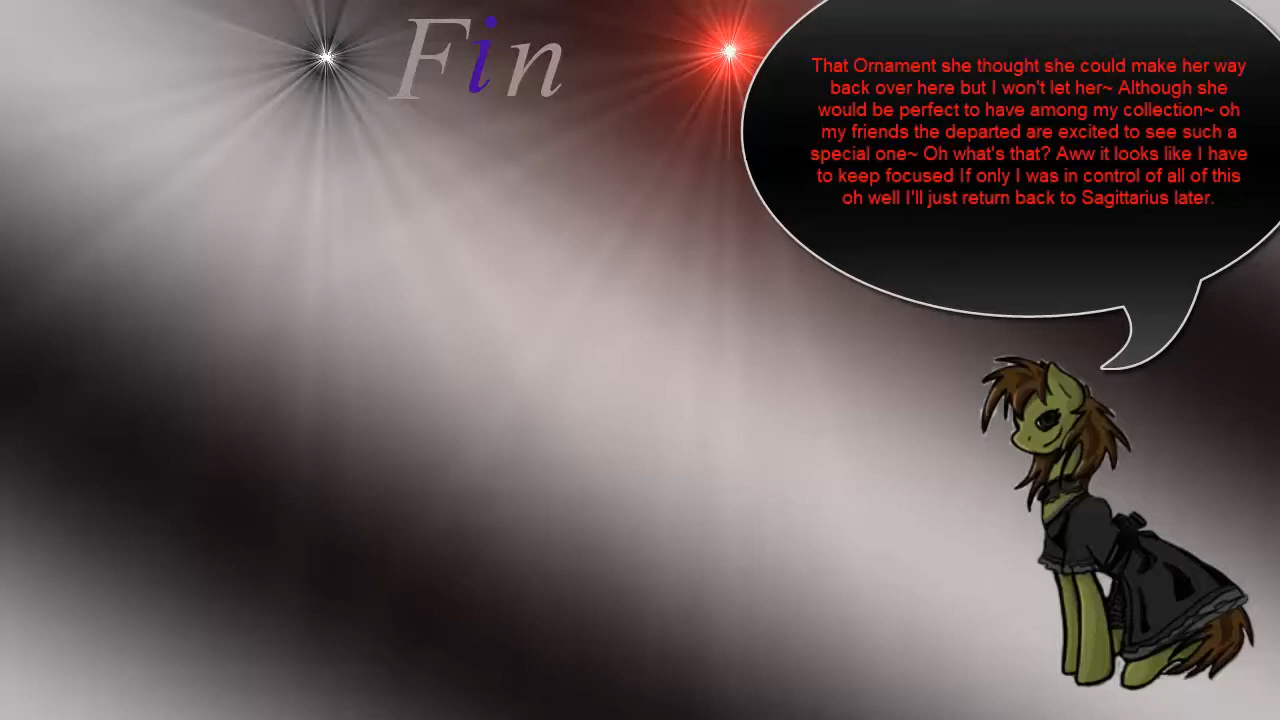 Fin
That Ornament she thought she could make her way
back over here but I won't let her~ Although she
would be perfect to have among my collection~ oh
my friends the departed are excited to see such a
special one~ Oh what's that? Aww it looks like I have
to keep focused If only I was in control of all of this
oh well I'll just return back to Sagittarius later.